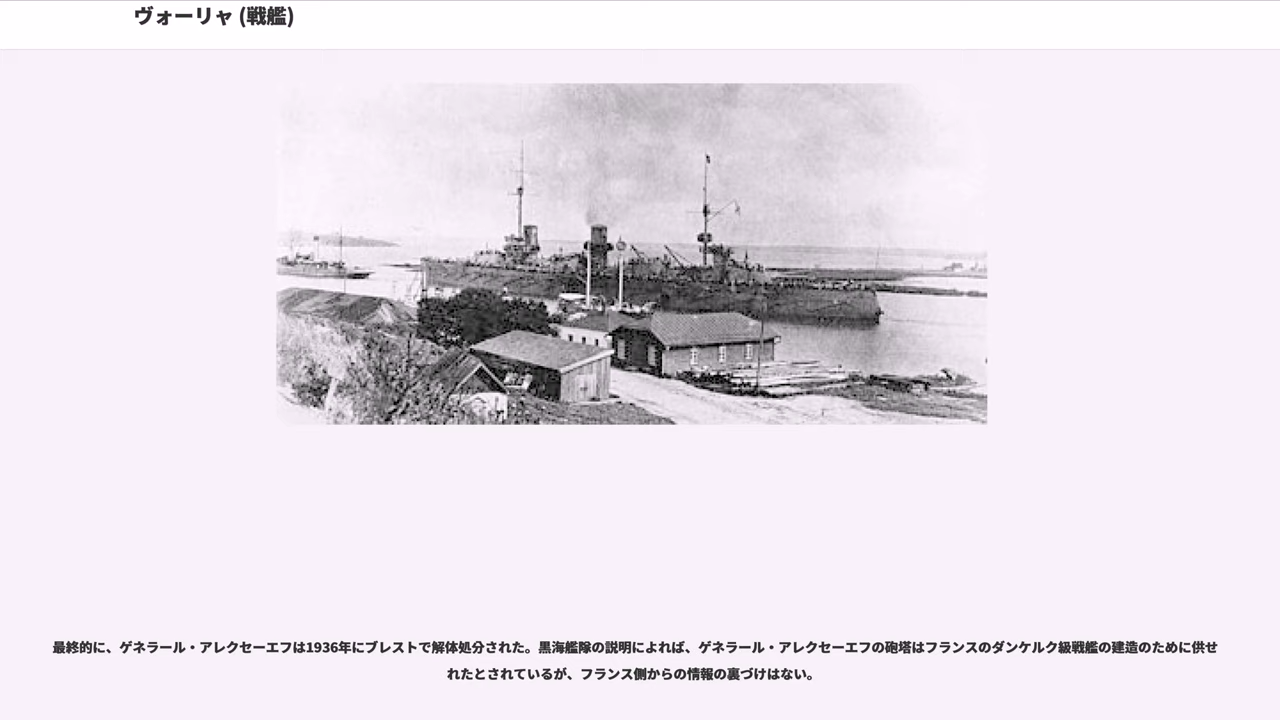 ヴォーリャ (戦艦)
最終的に、ゲネラール・アレクセーエフは1936年にブレストで解体処分された。黒海艦隊の説明によれば、ゲネラール・アレクセーエフの砲塔はフランスのダンケルク級戦艦の建造のために供せ
れたとされているが、フランス側からの情報の裏づけはない。